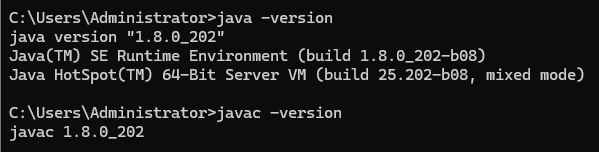 C:\Users\Administrator>java -version
java version "1.8.0_202"
Java(TM) SE Runtime Environment (build 1.8.0_202-b08)
Java HotSpot(TM) 64-Bit Server VM (build 25.202-b08, mixed mode)
C:\Users\Administrator>javac -version
javac 1.8.0_202